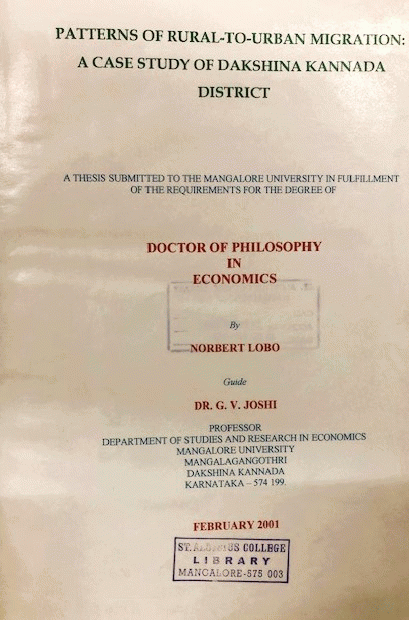 PATTERNS OF RURAL-TO-URBAN MIGRATION:
A CASE STUDY OF DAKSHINA KANNADA
DISTRICT
A THESIS SUBMITTED TO THE MANGALORE UNIVERSITY IN FULFILLMENT
OF THE REQUIREMENTS FOR THE DEGREE OF
DOCTOR OF PHILOSOPHY
IN
ECONOMICS
By
NORBERT LOBO
Guide
DR. G. V. JOSHI
PROFESSOR
DEPARTMENT OF STUDIES AND RESEARCH IN ECONOMICS
MANGALORE UNIVERSITY
MANGALAGANGOTHRI
DAKSHINA KANNADA
KARNATAKA – 574 199.
FEBRUARY 2001
ST. ALOYSIUS COLLEGE
LIBRARY
MANGALORE-575 003